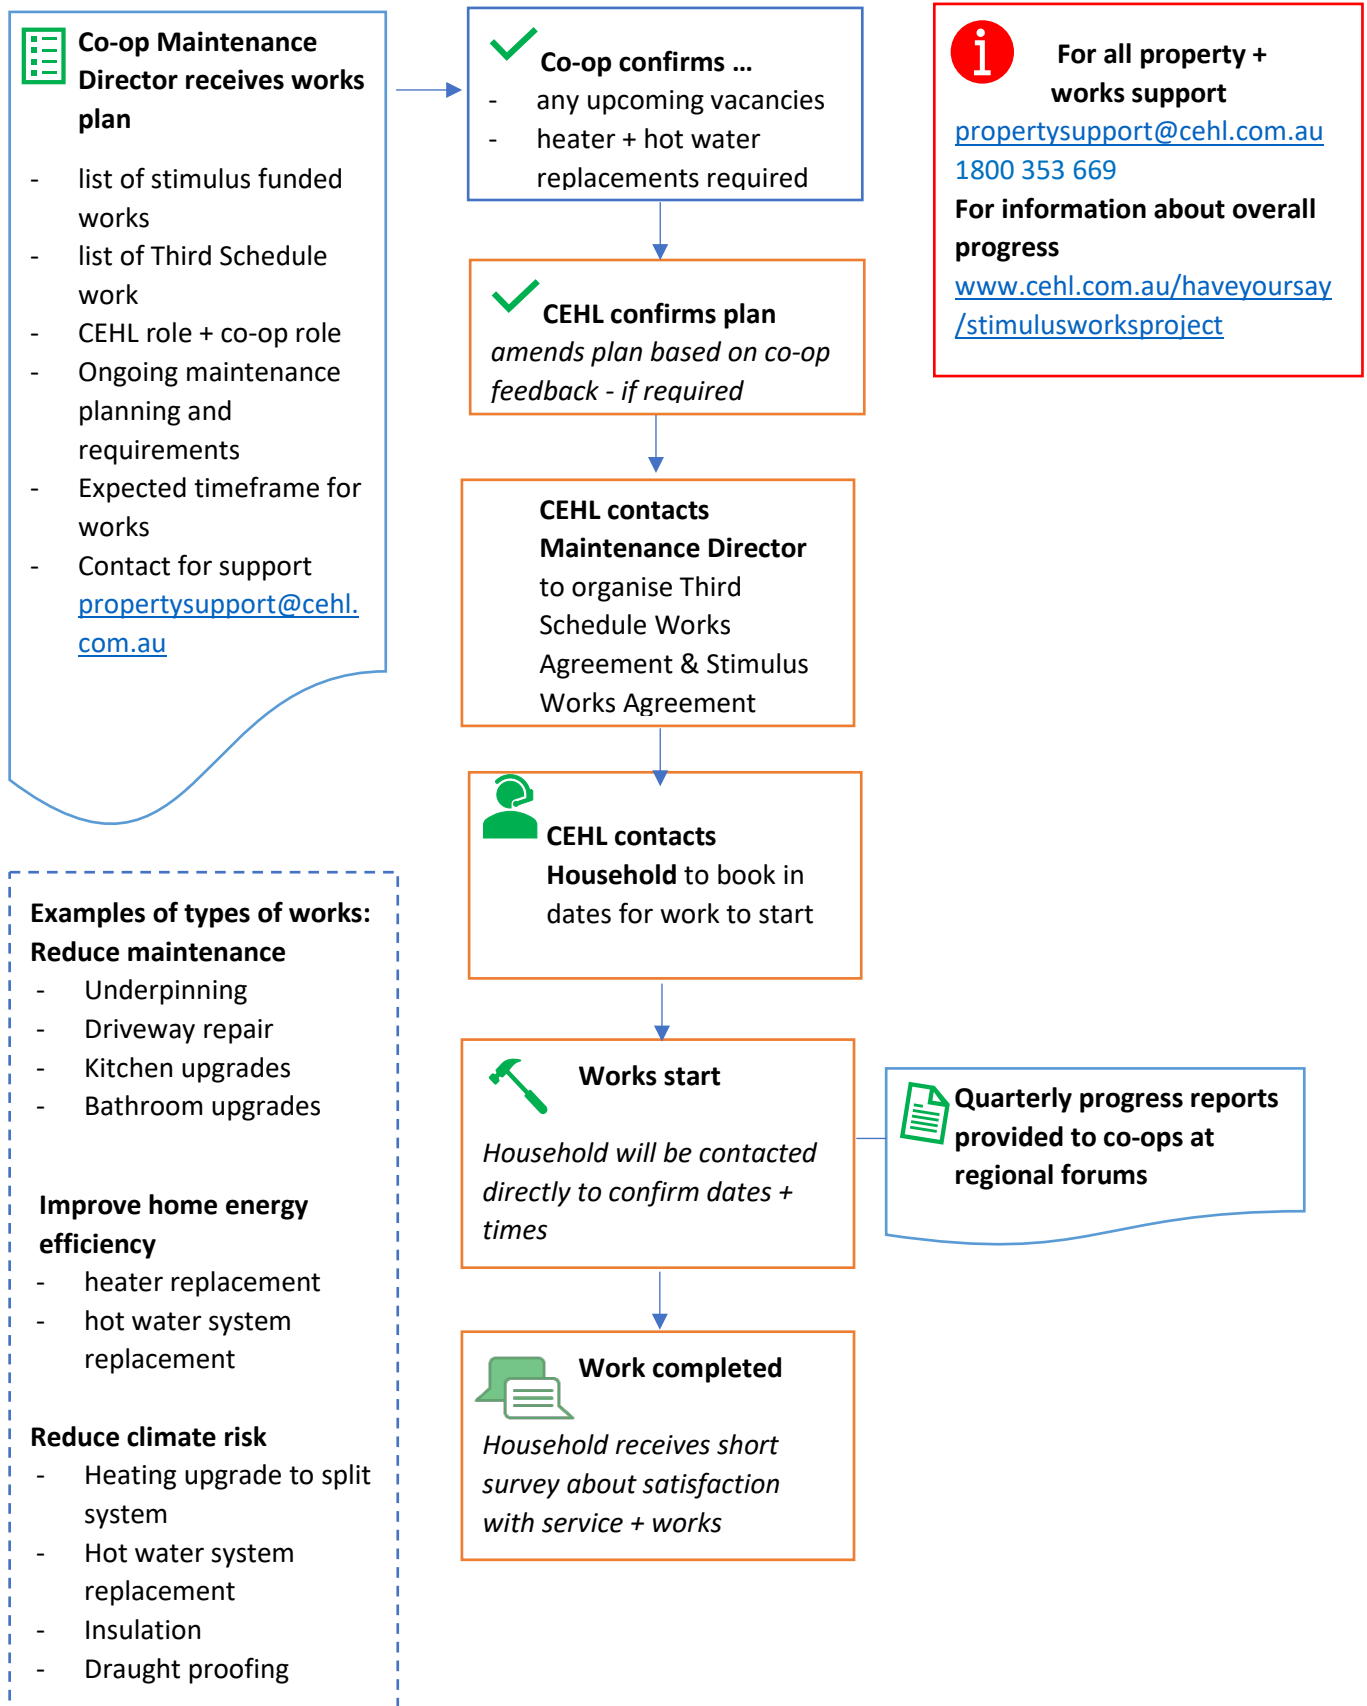 Co-op Maintenance
Director receives works
plan
- list of stimulus funded
works
- list of Third Schedule
work
- CEHL role + co-op role
- Ongoing maintenance
planning and
requirements
- Expected timeframe for
works
- Contact for support
propertysupport@cehl.
com.au
Co-op confirms ...
- any upcoming vacancies
- heater + hot water
replacements required
CEHL confirms plan
amends plan based on co-op
feedback - if required
CEHL contacts
Maintenance Director
to organise Third
Schedule Works
Agreement & Stimulus
Works Agreement
CEHL contacts
Household to book in
dates for work to start
Works start
Household will be contacted
directly to confirm dates +
times
Quarterly progress reports
provided to co-ops at
regional forums
Work completed
Household receives short
survey about satisfaction
with service + works
i
For all property +
works support
propertysupport@cehl.com.au
1800 353 669
For information about overall
progress
www.cehl.com.au/haveyoursay
/stimulusworksproject
Examples of types of works:
Reduce maintenance
- Underpinning
- Driveway repair
- Kitchen upgrades
- Bathroom upgrades
Improve home energy
efficiency
- heater replacement
- hot water system
replacement
Reduce climate risk
- Heating upgrade to split
system
- Hot water system
replacement
- Insulation
- Draught proofing